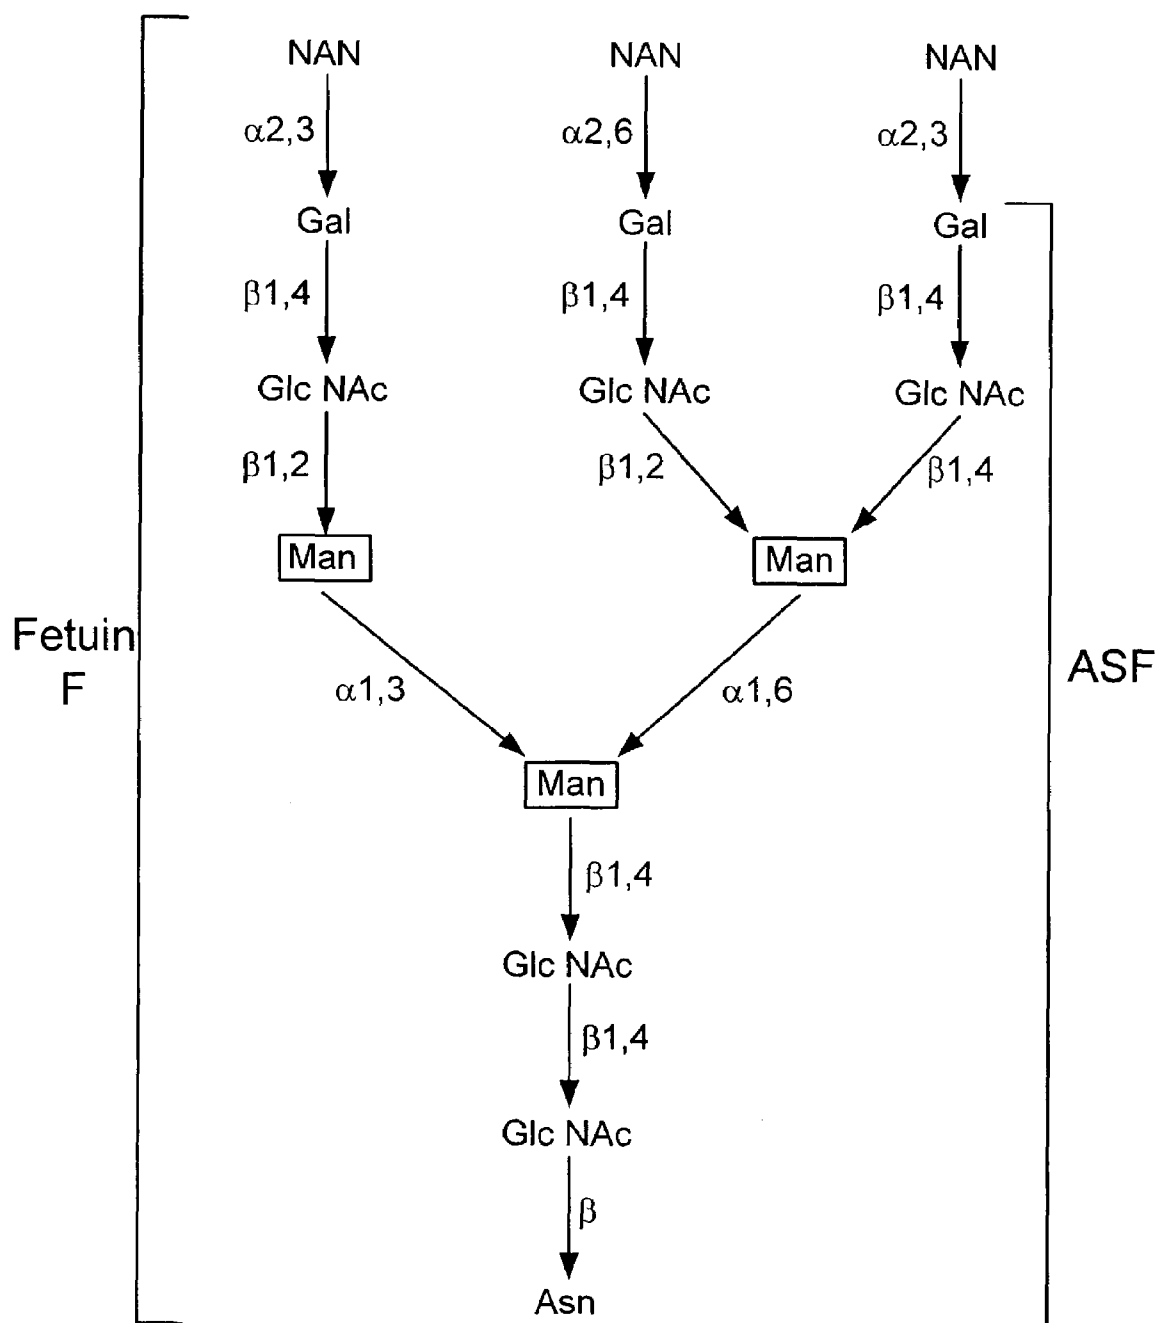 NAN NAN NAN
α2,3 α2,6 α2,3
Gal Gal Gal
β1,4 β1,4 β1,4
Glc NAc Glc NAc Glc NAc
β1,2 β1,2 β1,4
Man Man
Fetuin
F
ASF
α1,3 α1,6
Man
β1,4
Glc NAc
β1,4
Glc NAc
β
Asn